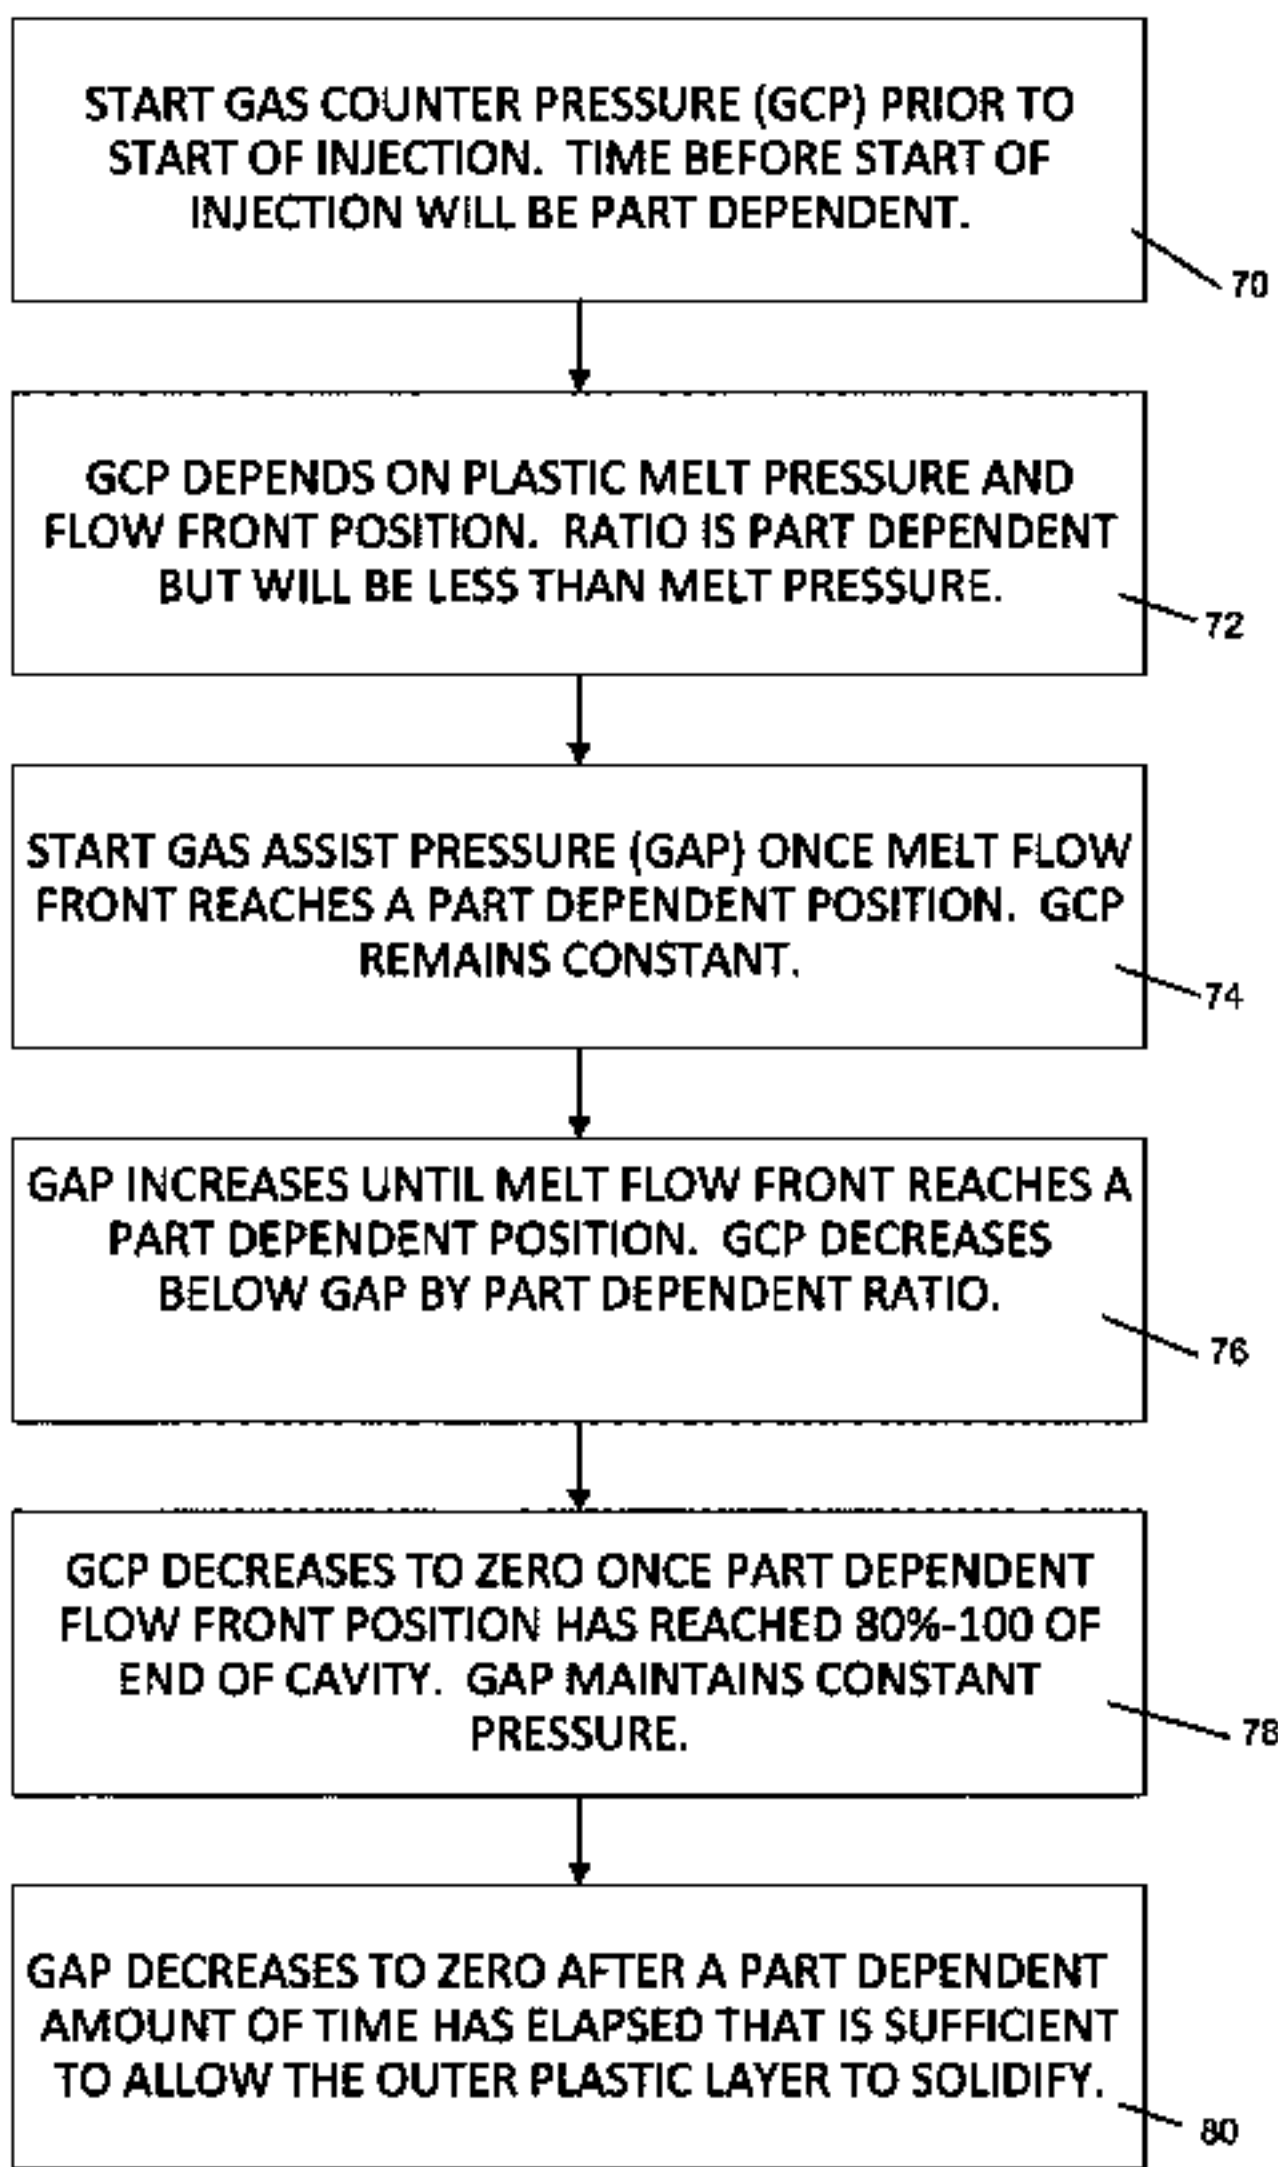 START GAS COUNTER PRESSURE (GCP) PRIOR TO
START OF INJECTION. TIME BEFORE START OF
INJECTION WILL BE PART DEPENDENT.
70
GCP DEPENDS ON PLASTIC MELT PRESSURE AND
FLOW FRONT POSITION. RATIO IS PART DEPENDENT
BUT WILL BE LESS THAN MELT PRESSURE.
72
START GAS ASSIST PRESSURE (GAP) ONCE MELT FLOW
FRONT REACHES A PART DEPENDENT POSITION. GCP
REMAINS CONSTANT.
74
GAP INCREASES UNTIL MELT FLOW FRONT REACHES A
PART DEPENDENT POSITION. GCP DECREASES
BELOW GAP BY PART DEPENDENT RATIO.
76
GCP DECREASES TO ZERO ONCE PART DEPENDENT
FLOW FRONT POSITION HAS REACHED 80%-100 OF
END OF CAVITY. GAP MAINTAINS CONSTANT
PRESSURE.
78
GAP DECREASES TO ZERO AFTER A PART DEPENDENT
AMOUNT OF TIME HAS ELAPSED THAT IS SUFFICIENT
TO ALLOW THE OUTER PLASTIC LAYER TO SOLIDIFY.
80